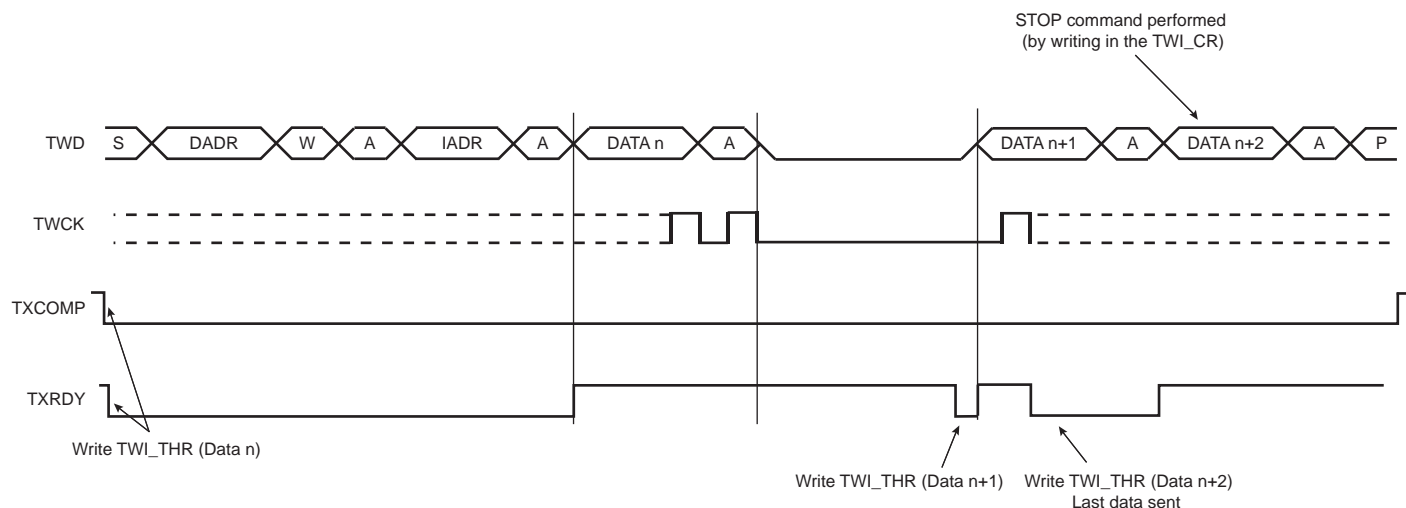 STOP command performed
(by writing in the TWI_CR)
TWD S DADR W A IADR A DATA n A DATA n+1 A DATA n+2 A P
TWCK
TXCOMP
TXRDY
Write TWI_THR (Data n)
Write TWI_THR (Data n+1) Write TWI_THR (Data n+2)
Last data sent